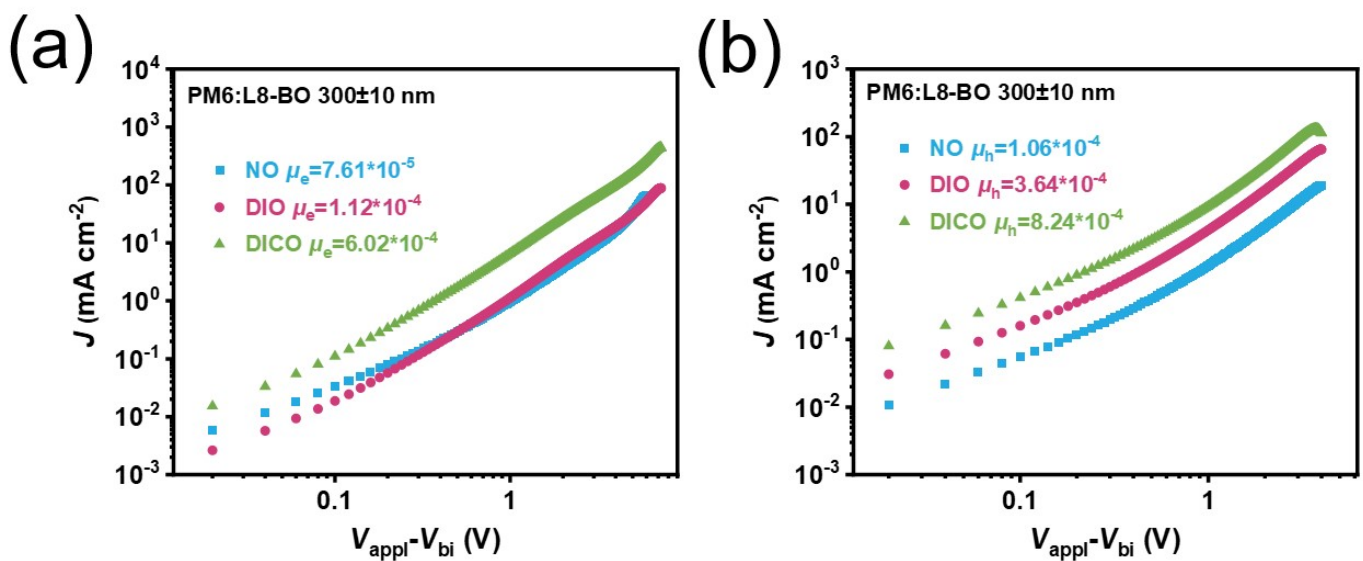 (a)
PM6:L8-BO 300±10 nm
NO μe=7.61*10-5
DIO μe=1.12*10-4
DICO μe=6.02*10-4
104
103
102
101
100
10-1
10-2
10-3
J (mA cm-2)
0.1 1
Vappl-Vbi (V)
(b)
PM6:L8-BO 300±10 nm
NO μh=1.06*10-4
DIO μh=3.64*10-4
DICO μh=8.24*10-4
103
102
101
100
10-1
10-2
10-3
J (mA cm-2)
0.1 1
Vappl-Vbi (V)